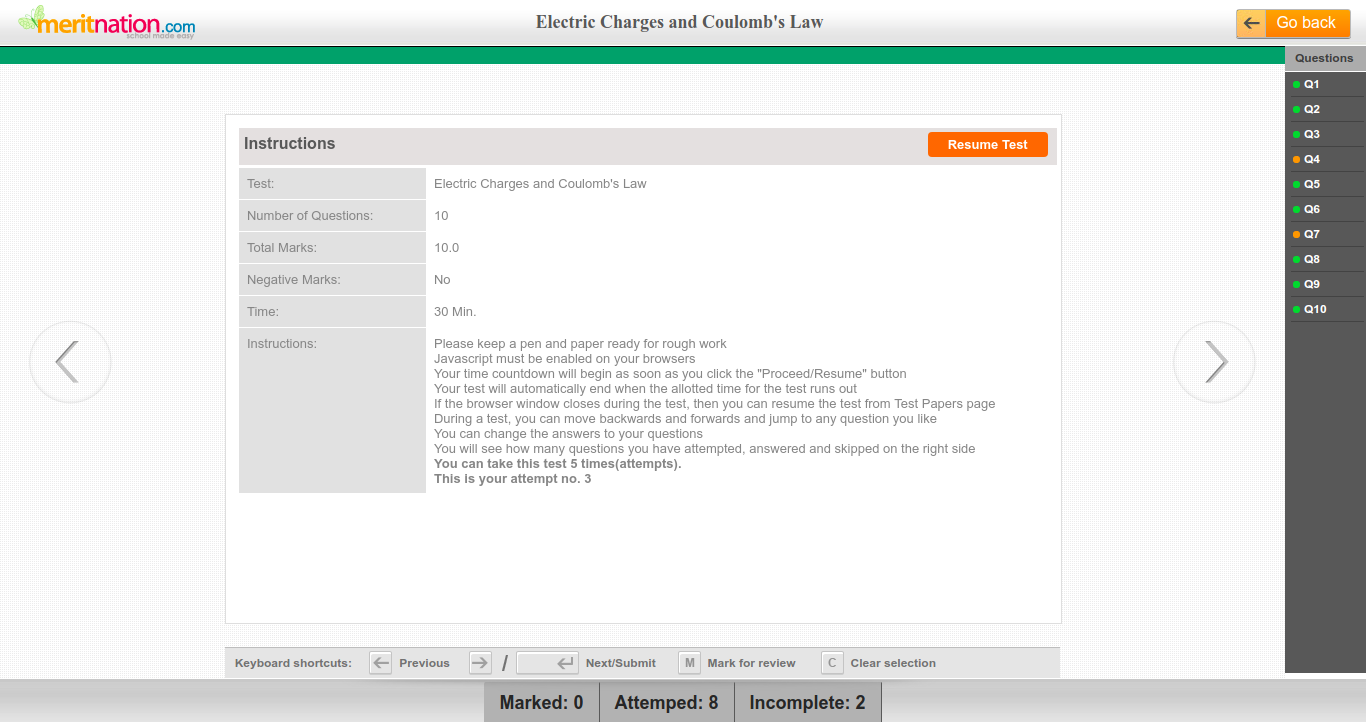 meritnation.com
school made easy
Electric Charges and Coulomb's Law
Go back
Questions
Q1
Q2
Q3
Q4
Q5
Q6
Q7
Q8
Q9
Q10
Instructions
Resume Test
Test: Electric Charges and Coulomb's Law
Number of Questions: 10
Total Marks: 10.0
Negative Marks: No
Time: 30 Min.
Instructions: Please keep a pen and paper ready for rough work
Javascript must be enabled on your browsers
Your time countdown will begin as soon as you click the "Proceed/Resume" button
Your test will automatically end when the allotted time for the test runs out
If the browser window closes during the test, then you can resume the test from Test Papers page
During a test, you can move backwards and forwards and jump to any question you like
You can change the answers to your questions
You will see how many questions you have attempted, answered and skipped on the right side
You can take this test 5 times(attempts).
This is your attempt no. 3
Keyboard shortcuts: Previous / Next/Submit M Mark for review C Clear selection
Marked: 0 Attemped: 8 Incomplete: 2